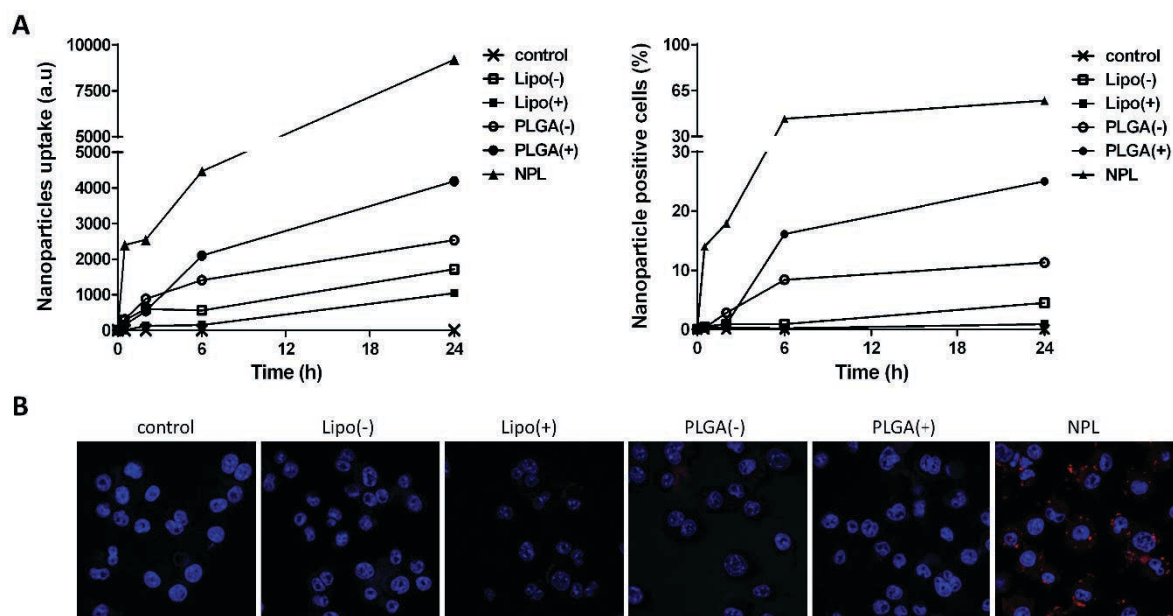 A
Nanoparticles uptake (a.u)
10000
7500
5000
5000
4000
3000
2000
1000
0
0 6 12 18 24
Time (h)
control
Lipo(-)
Lipo(+)
PLGA(-)
PLGA(+)
NPL
Nanoparticle positive cells (%)
100
65
30
30
20
10
0
0 6 12 18 24
Time (h)
control
Lipo(-)
Lipo(+)
PLGA(-)
PLGA(+)
NPL
B
control Lipo(-) Lipo(+) PLGA(-) PLGA(+) NPL